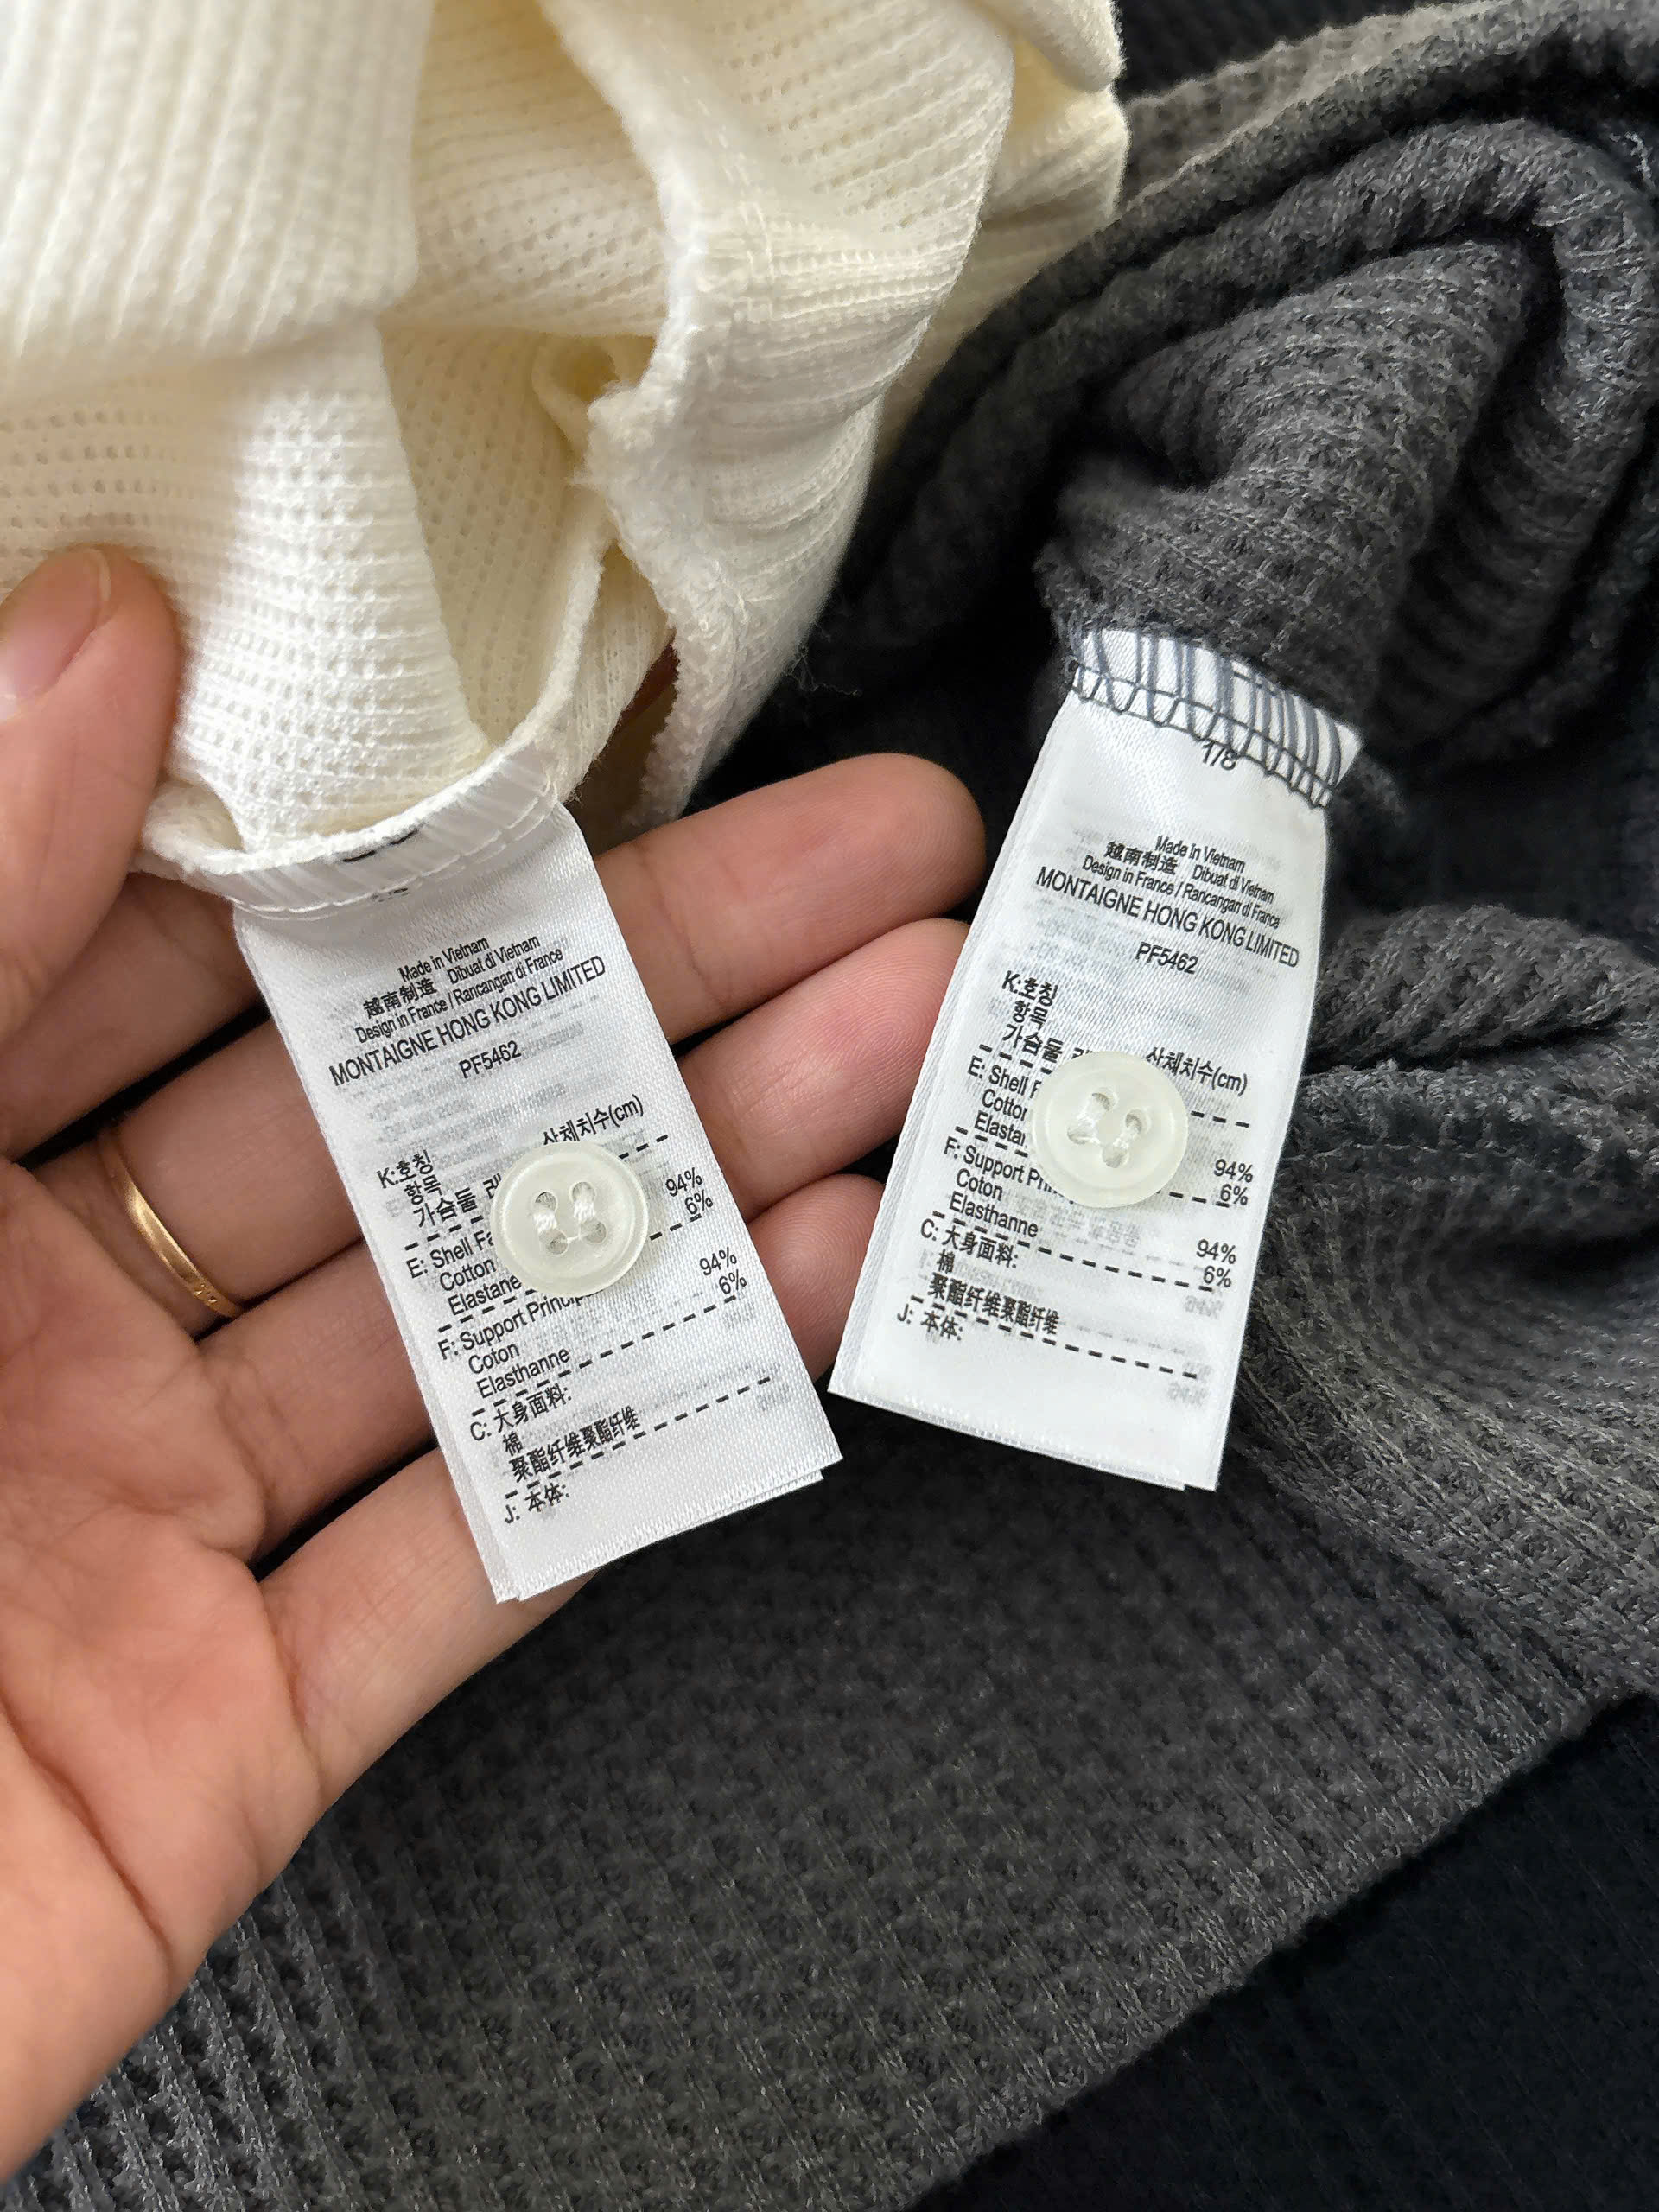 Made in Vietnam
越南制造 Dibuat di Vietnam
Design in France / Rancangan di France
MONTAIGNE HONG KONG LIMITED
PF5462
K:호칭
항목 상체치수(cm)
가슴둘
E: Shell 94%
Cotton 6%
Elastane
F: Support Princip 94%
Coton 6%
Elasthanne
C: 大身面料:
棉
聚酯纤维聚酯纤维
J: 本体:
1/8
Made in Vietnam
越南制造 Dibuat di Vietnam
Design in France / Rancangan di France
MONTAIGNE HONG KONG LIMITED
PF5462
K:호칭
항목 상체치수(cm)
가슴둘
E: Shell
Cotton 94%
Elastan 6%
F: Support Prin
Coton 94%
Elasthanne 6%
C: 大身面料:
棉
聚酯纤维聚酯纤维
J: 本体: